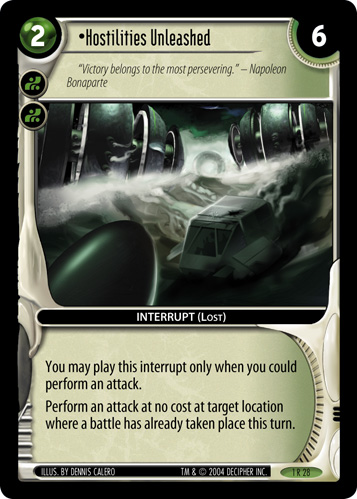 2
•Hostilities Unleashed
6
“Victory belongs to the most persevering.” – Napoleon
Bonaparte
INTERRUPT (LOST)
You may play this interrupt only when you could
perform an attack.
Perform an attack at no cost at target location
where a battle has already taken place this turn.
ILLUS. BY DENNIS CALERO
TM & © 2004 DECIPHER INC.
1 R 28